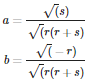 a = √(s) / √(r(r + s)
b = √(−r) / √(r(r + s)